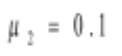 μ₂ = 0.1